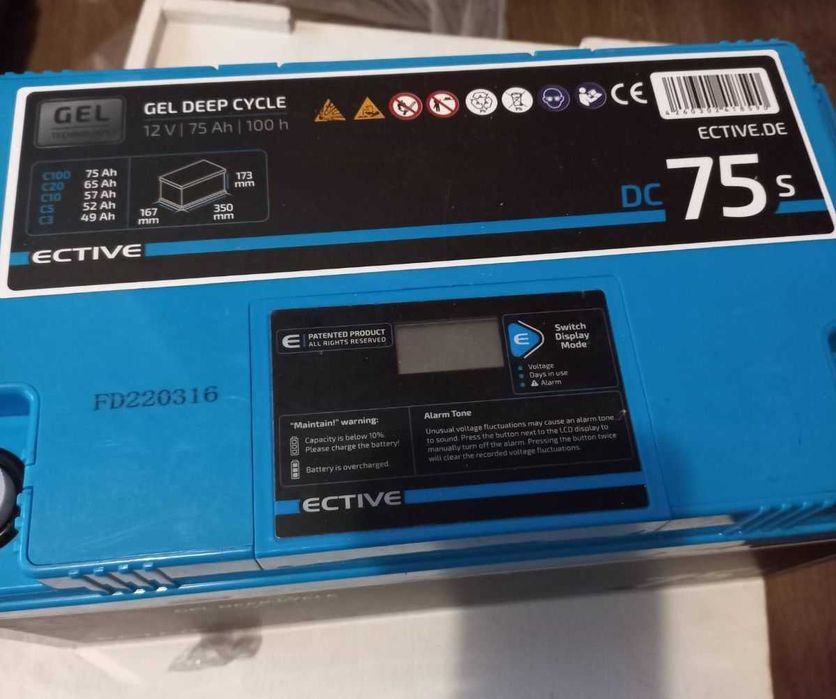 GEL
TECHNOLOGY
GEL DEEP CYCLE
12 V | 75 Ah | 100 h
C100 75 Ah
C20 65 Ah
C10 57 Ah
C5 52 Ah
C3 49 Ah
173 mm
167 mm
350 mm
ECTIVE
CE
ECTIVE.DE
DC 75 S
E PATENTED PRODUCT
ALL RIGHTS RESERVED
E
Switch
Display
Mode
Voltage
Days in use
Alarm
FD220316
"Maintain!" warning:
Capacity is below 10%.
Please charge the battery!
Battery is overcharged.
Alarm Tone
Unusual voltage fluctuations may cause an alarm tone
to sound. Press the button next to the LCD display to
manually turn off the alarm. Pressing the button twice
will clear the recorded voltage fluctuations.
ECTIVE
GEL DEEP CYCLE